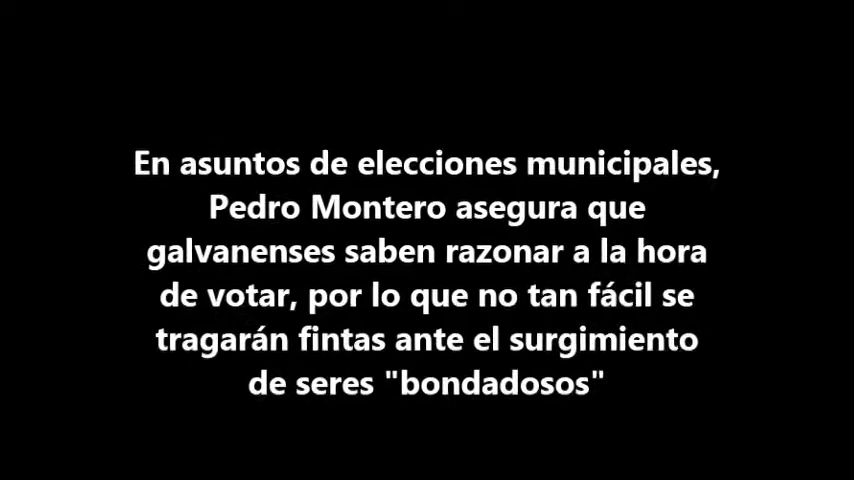 En asuntos de elecciones municipales,
Pedro Montero asegura que
galvanenses saben razonar a la hora
de votar, por lo que no tan fácil se
tragarán fintas ante el surgimiento
de seres "bondadosos"